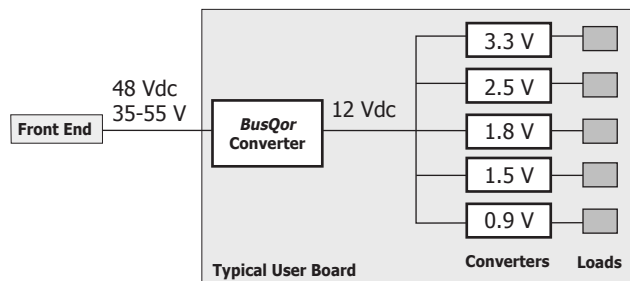 48 Vdc
35-55 V
Front End
BusQor
Converter
12 Vdc
3.3 V
2.5 V
1.8 V
1.5 V
0.9 V
Converters
Loads
Typical User Board